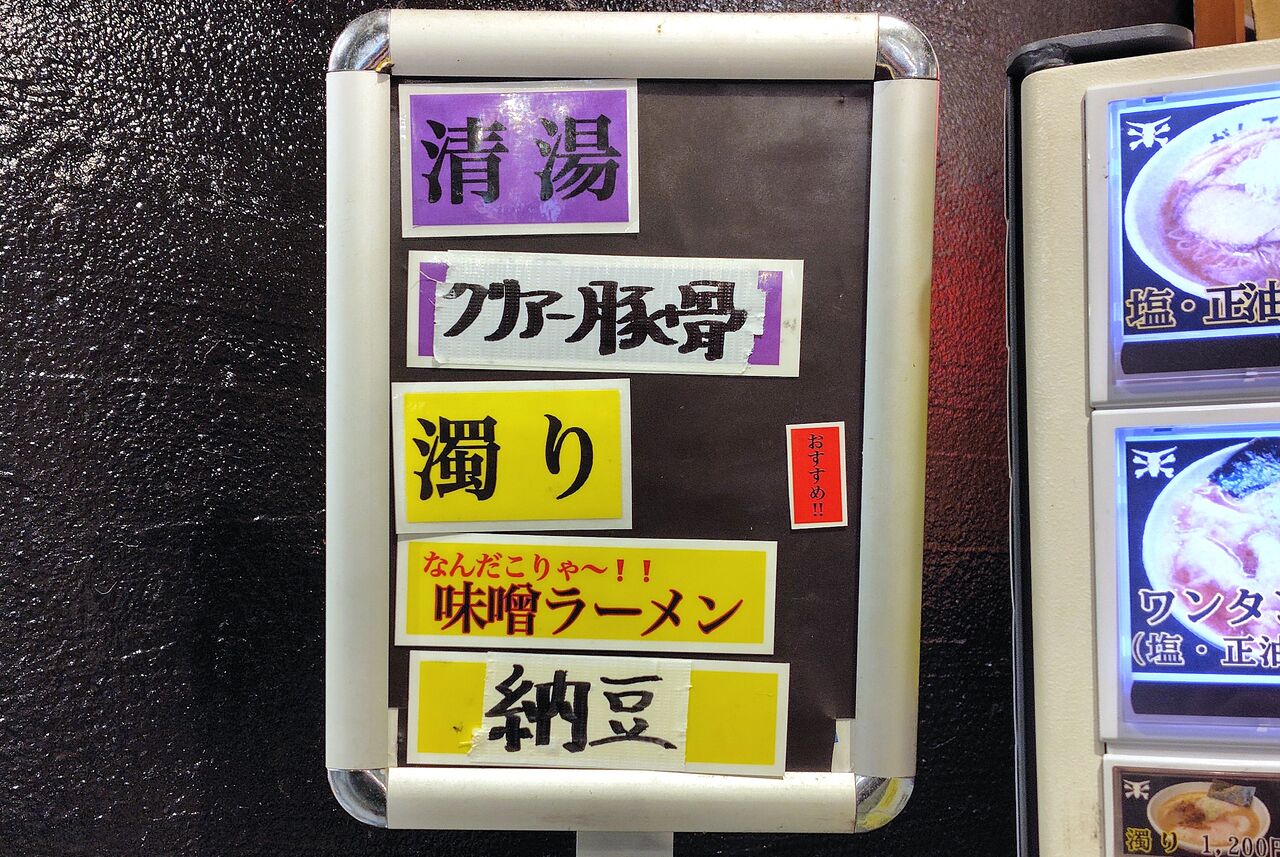 清湯
クリアー豚骨
濁り
おすすめ!!
なんだこりゃ～！！
味噌ラーメン
納豆
塩・正油
ワンタ
(塩・正油
濁り 1,200円